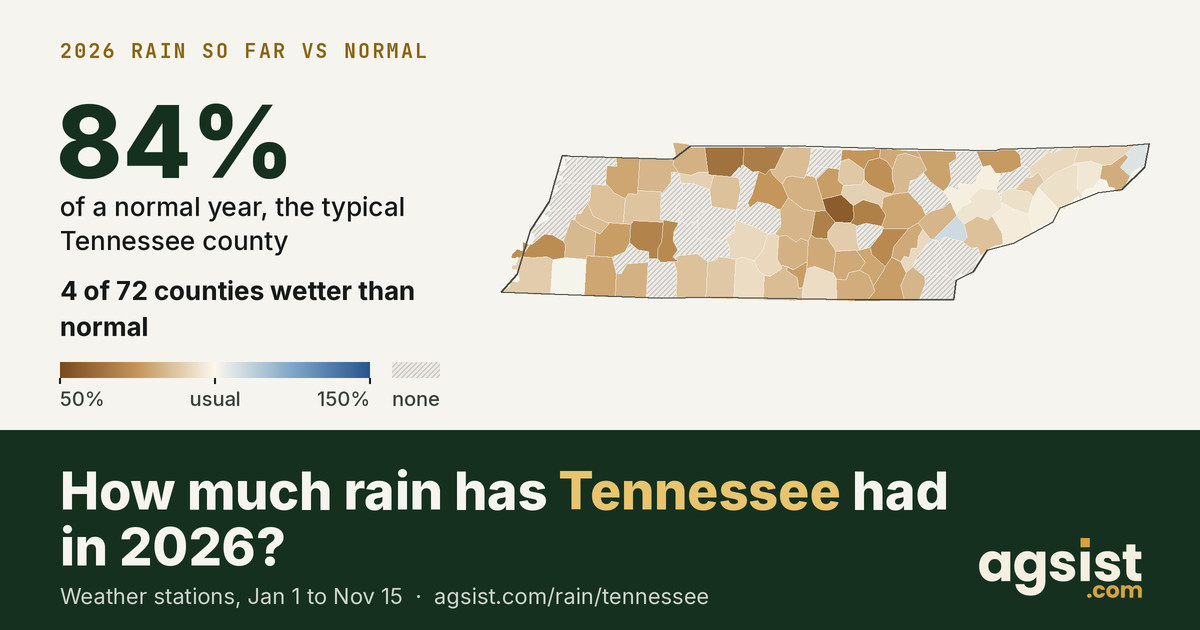 2026 RAIN SO FAR VS NORMAL
84%
of a normal year, the typical
Tennessee county
4 of 72 counties wetter than
normal
50% usual 150% none
How much rain has Tennessee had
in 2026?
Weather stations, Jan 1 to Nov 15 · agsist.com/rain/tennessee
agsist
.com